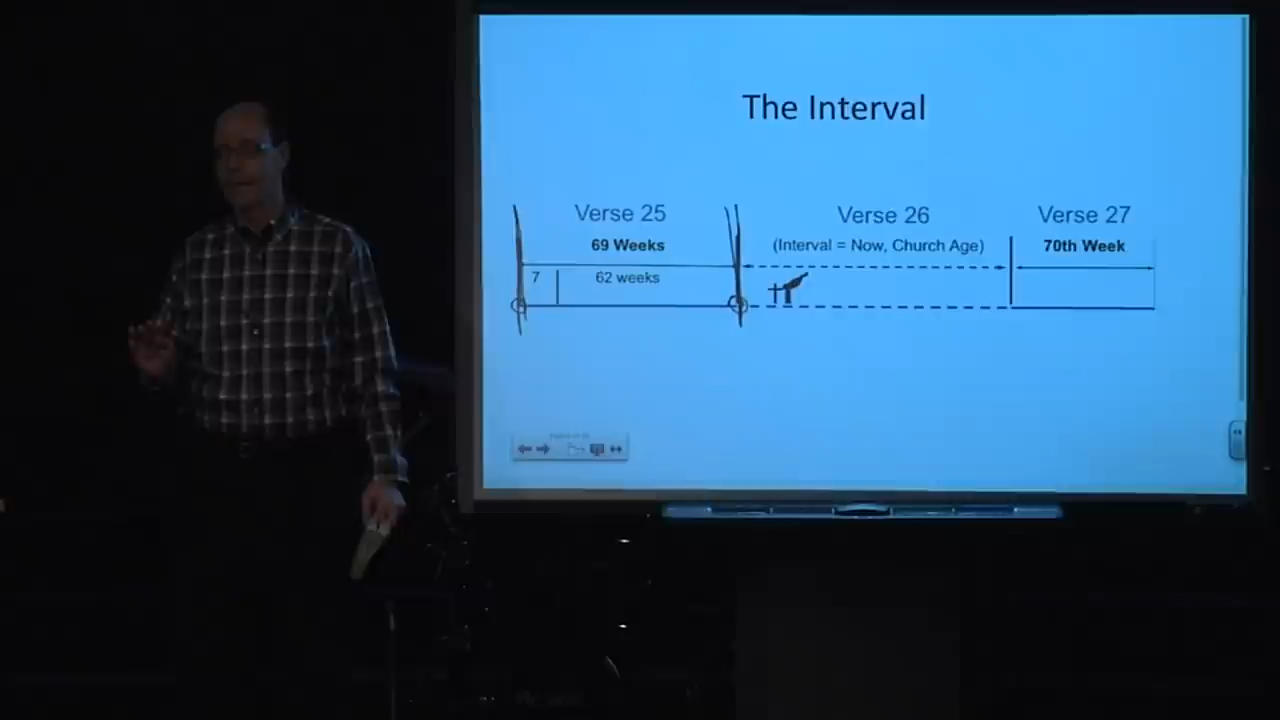 The Interval
Verse 25
Verse 26
Verse 27
69 Weeks
(Interval = Now, Church Age)
70th Week
7
62 weeks